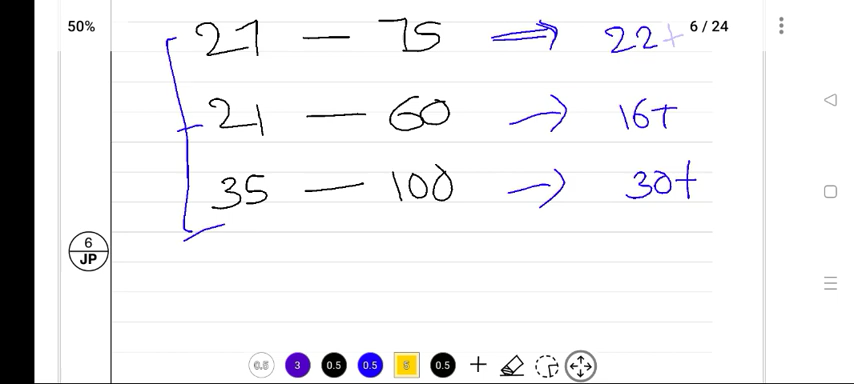 50%
6 / 24
27 — 75 ⇒ 22+
21 — 60 → 16+
35 — 100 → 30+
6
JP
0.5 3 0.5 0.5 6 0.5